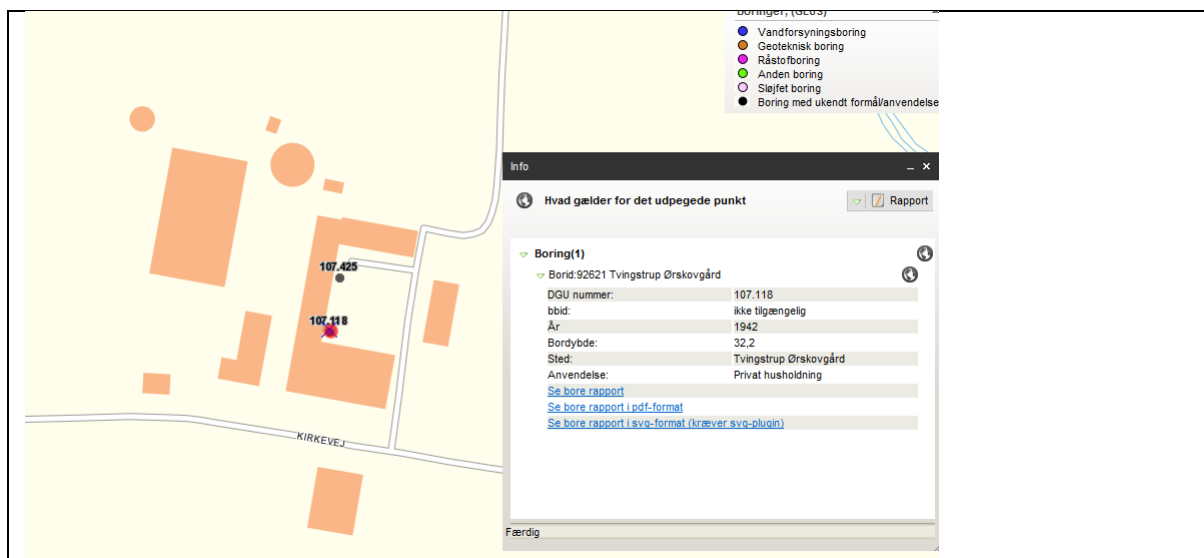 Boringer, (GEUS)
Vandforsyningsboring
Geoteknisk boring
Råstofboring
Anden boring
Sløjfet boring
Boring med ukendt formål/anvendelse
Info
Hvad gælder for det udpegede punkt
Rapport
Boring(1)
Borid:92621 Tvingstrup Ørskovgård
DGU nummer: 107.118
bbid: ikke tilgængelig
År 1942
Bordybde: 32,2
Sted: Tvingstrup Ørskovgård
Anvendelse: Privat husholdning
Se bore rapport
Se bore rapport i pdf-format
Se bore rapport i svg-format (kræver svg-plugin)
Færdig
107.425
107.118
KIRKEVEJ